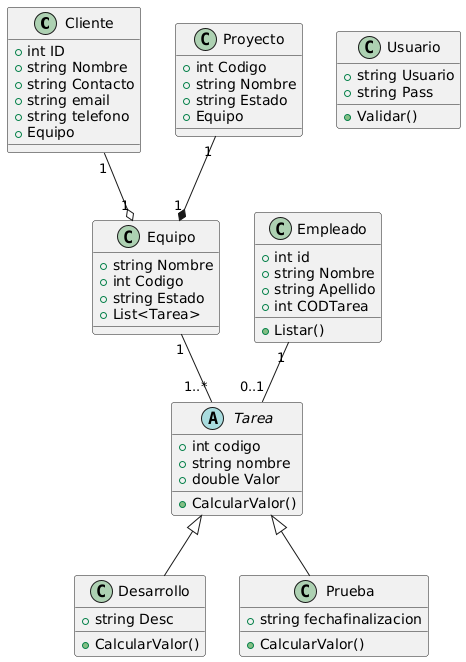 C Cliente
int ID
string Nombre
string Contacto
string email
string telefono
Equipo
C Proyecto
int Codigo
string Nombre
string Estado
Equipo
C Usuario
string Usuario
string Pass
Validar()
1
1
1
1
C Equipo
string Nombre
int Codigo
string Estado
List<Tarea>
C Empleado
int id
string Nombre
string Apellido
int CODTarea
Listar()
1
1
1..*
0..1
A Tarea
int codigo
string nombre
double Valor
CalcularValor()
C Desarrollo
string Desc
CalcularValor()
C Prueba
string fechafinalizacion
CalcularValor()